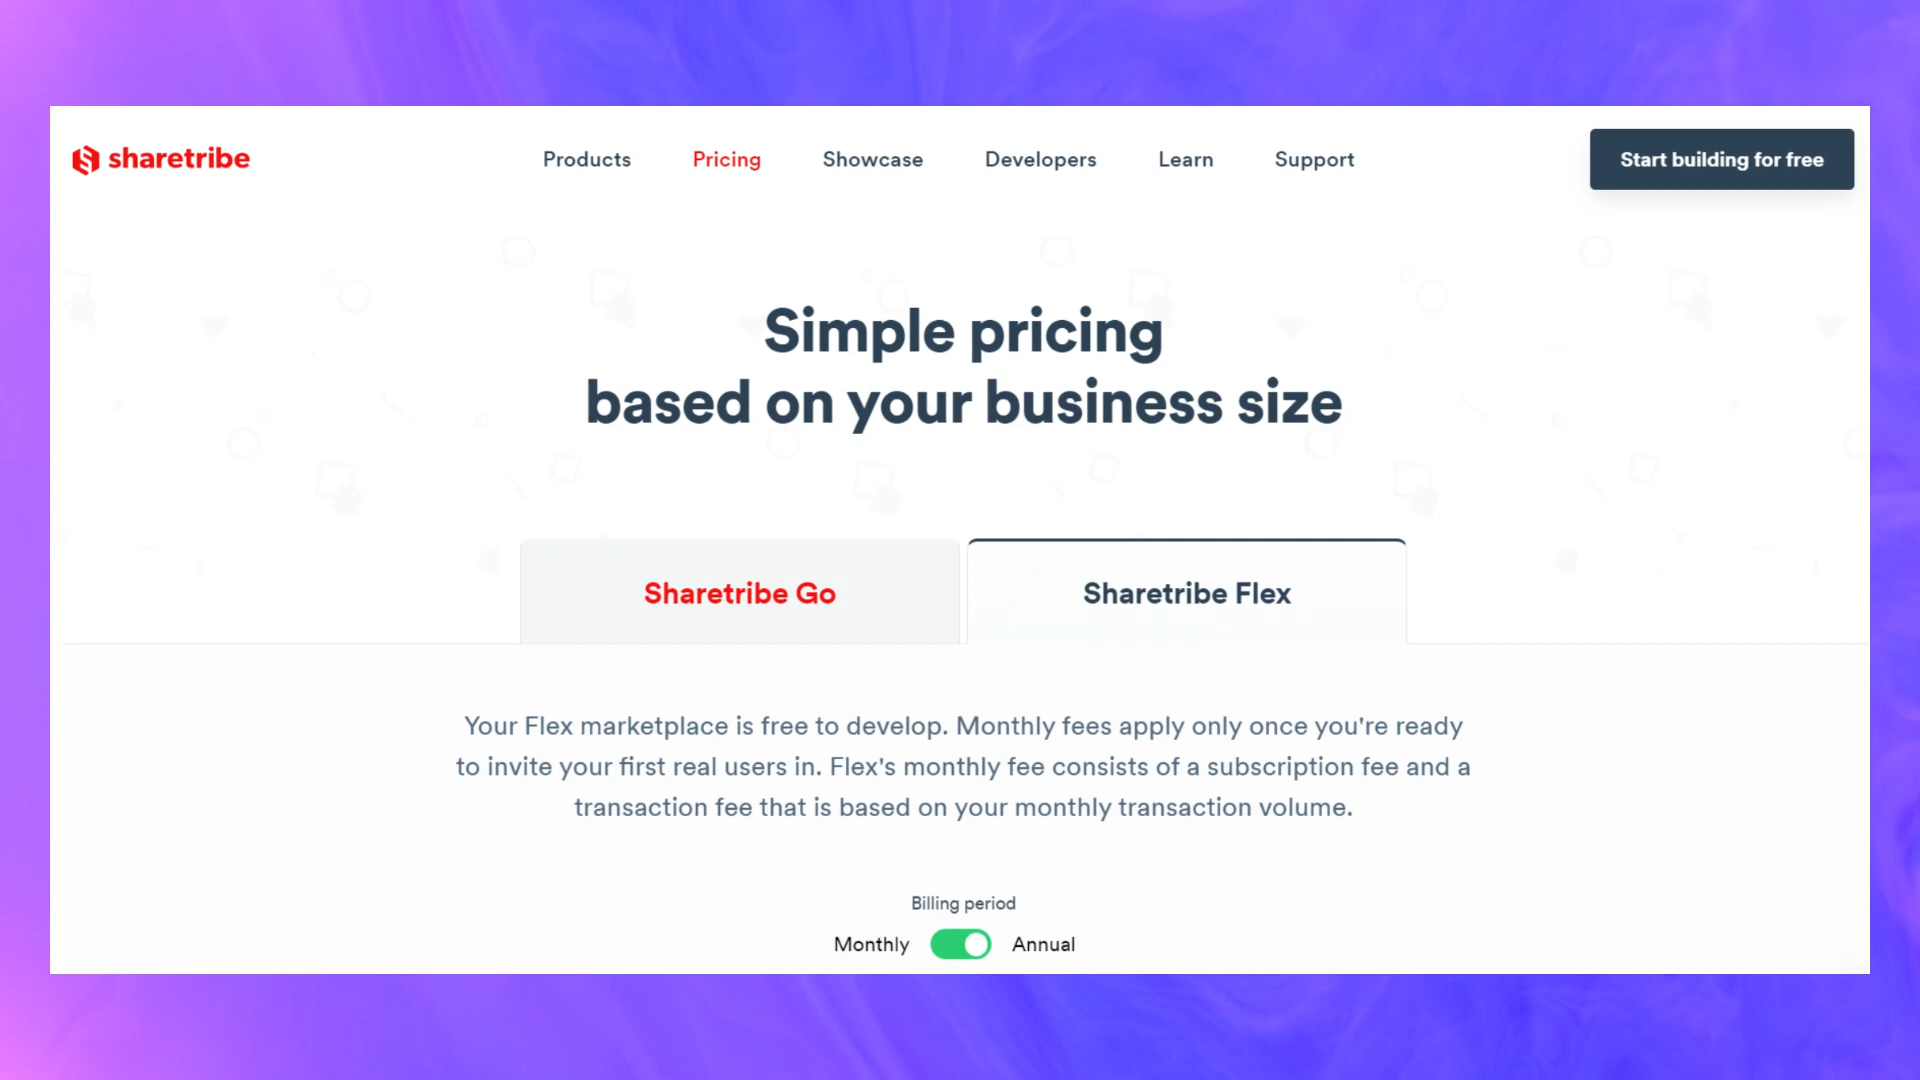 sharetribe
Products Pricing Showcase Developers Learn Support
Start building for free
Simple pricing
based on your business size
Sharetribe Go
Sharetribe Flex
Your Flex marketplace is free to develop. Monthly fees apply only once you're ready
to invite your first real users in. Flex's monthly fee consists of a subscription fee and a
transaction fee that is based on your monthly transaction volume.
Billing period
Monthly Annual